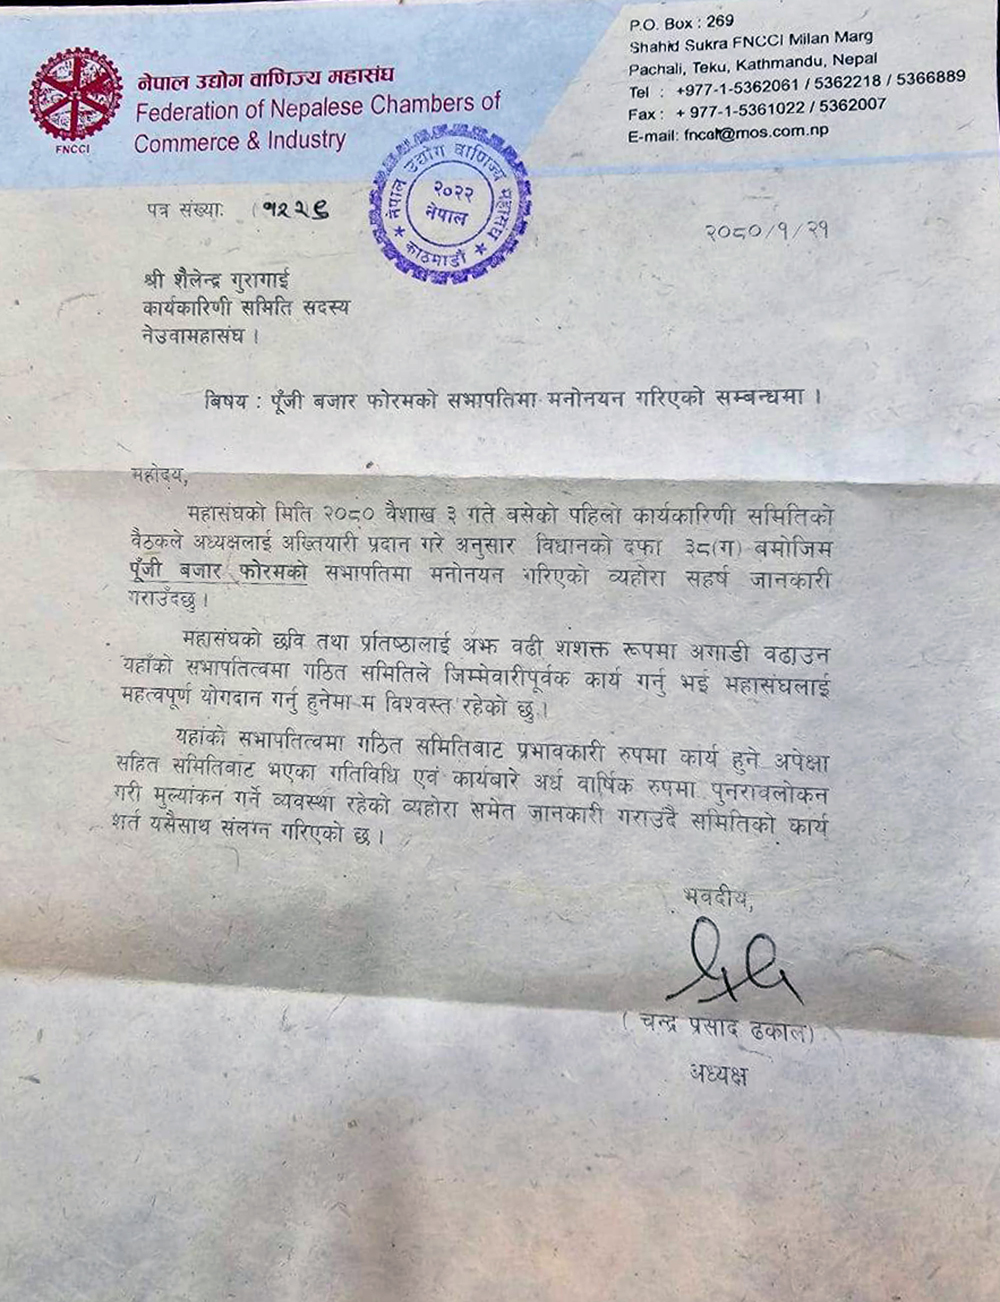 नेपाल उद्योग वाणिज्य महासंघ
Federation of Nepalese Chambers of
Commerce & Industry
FNCCI
P.O. Box : 269
Shahid Sukra FNCCI Milan Marg
Pachali, Teku, Kathmandu, Nepal
Tel : +977-1-5362061 / 5362218 / 5366889
Fax : + 977-1-5361022 / 5362007
E-mail: @mos.com.np
नेपाल उद्योग वाणिज्य महासंघ
२०२२
नेपाल
काठमाडौं
पत्र संख्याः १२२६
२०८०/१/२१
श्री शैलेन्द्र गुरागाई
कार्यकारिणी समिति सदस्य
नेउवामहासंघ ।
बिषय : पूँजी बजार फोरमको सभापतिमा मनोनयन गरिएको सम्बन्धमा ।
महोदय,
महासंघको मिति २०८० वैशाख ३ गते बसेको पहिलो कार्यकारिणी समितिको
वैठकले अध्यक्षलाई अख्तियारी प्रदान गरे अनुसार विधानको दफा ३८(ग) बमोजिम
पूँजी बजार फोरमको सभापतिमा मनोनयन गरिएको व्यहोरा सहर्ष जानकारी
गराउँदछु ।
महासंघको छवि तथा प्रतिष्ठालाई अझ वढी शशक्त रूपमा अगाडी वढाउन
यहाँको सभापतित्वमा गठित समितिले जिम्मेवारीपूर्वक कार्य गर्नु भई महासंघलाई
महत्वपूर्ण योगदान गर्नु हुनेमा म विश्वस्त रहेको छु ।
यहांको सभापतित्वमा गठित समितिबाट प्रभावकारी रुपमा कार्य हुने अपेक्षा
सहित समितिबाट भएका गतिविधि एवं कार्यबारे अर्ध वार्षिक रुपमा पुनरावलोकन
गरी मुल्यांकन गर्ने व्यवस्था रहेको व्यहोरा समेत जानकारी गराउँदै समितिको कार्य
शर्त यसैसाथ संलग्न गरिएको छ ।
भवदीय,
( चन्द्र प्रसाद ढकाल)
अध्यक्ष